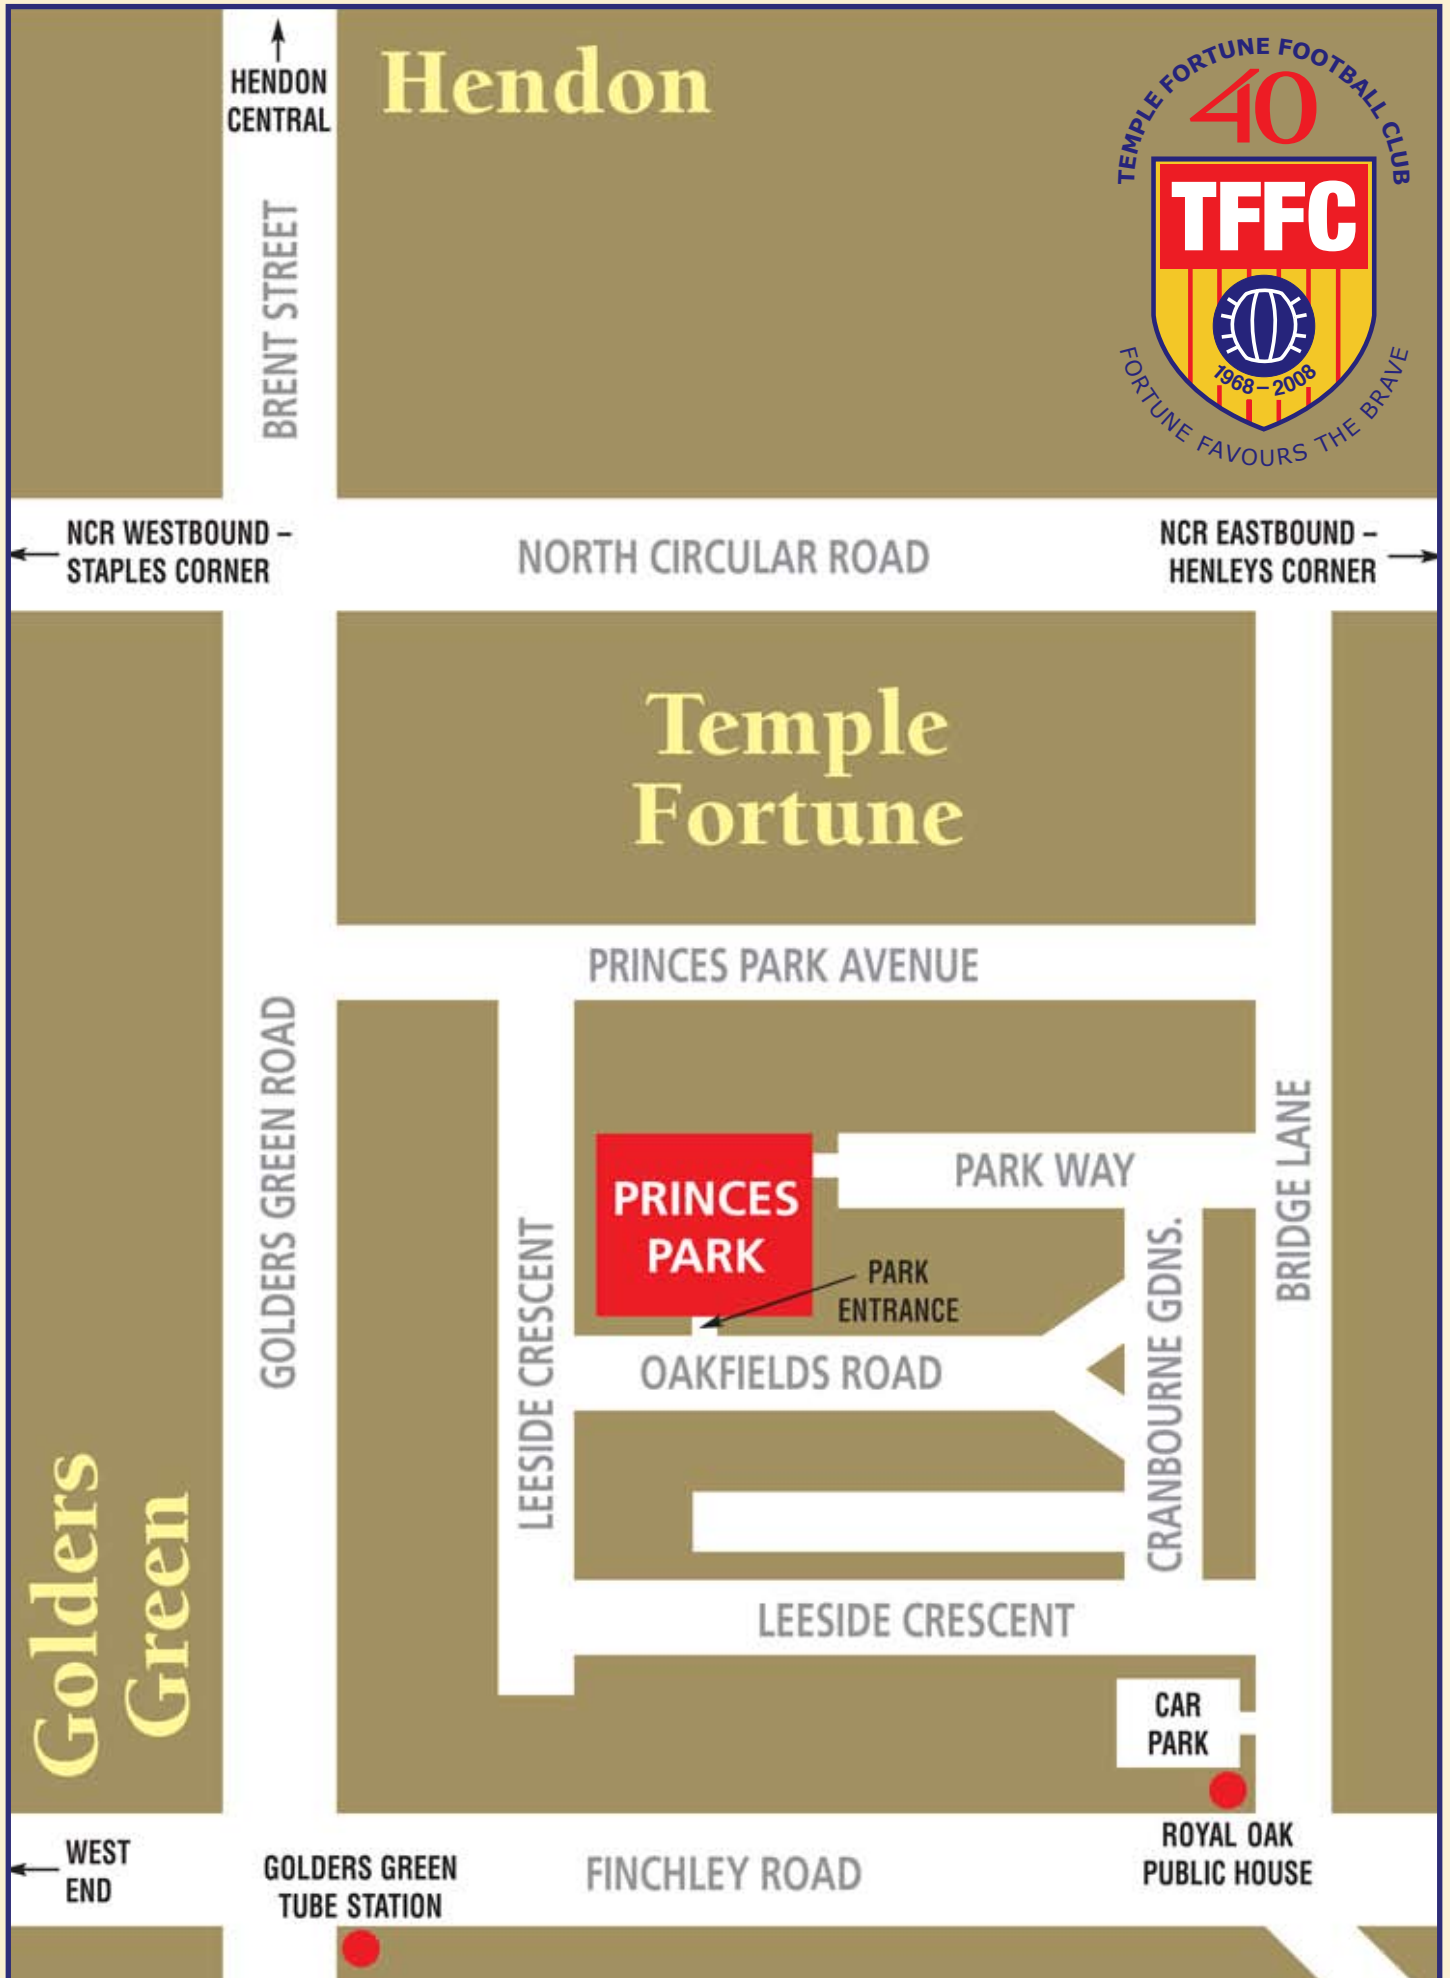 HENDON
CENTRAL
Hendon
TEMPLE FORTUNE FOOTBALL CLUB
40
TFFC
1968–2008
FORTUNE FAVOURS THE BRAVE
BRENT STREET
NCR WESTBOUND –
STAPLES CORNER
NORTH CIRCULAR ROAD
NCR EASTBOUND –
HENLEYS CORNER
Temple
Fortune
PRINCES PARK AVENUE
GOLDERS GREEN ROAD
BRIDGE LANE
PARK WAY
PRINCES
PARK
PARK
ENTRANCE
LEESIDE CRESCENT
CRANBOURNE GDNS.
OAKFIELDS ROAD
Golders
Green
LEESIDE CRESCENT
CAR
PARK
ROYAL OAK
PUBLIC HOUSE
WEST
END
GOLDERS GREEN
TUBE STATION
FINCHLEY ROAD